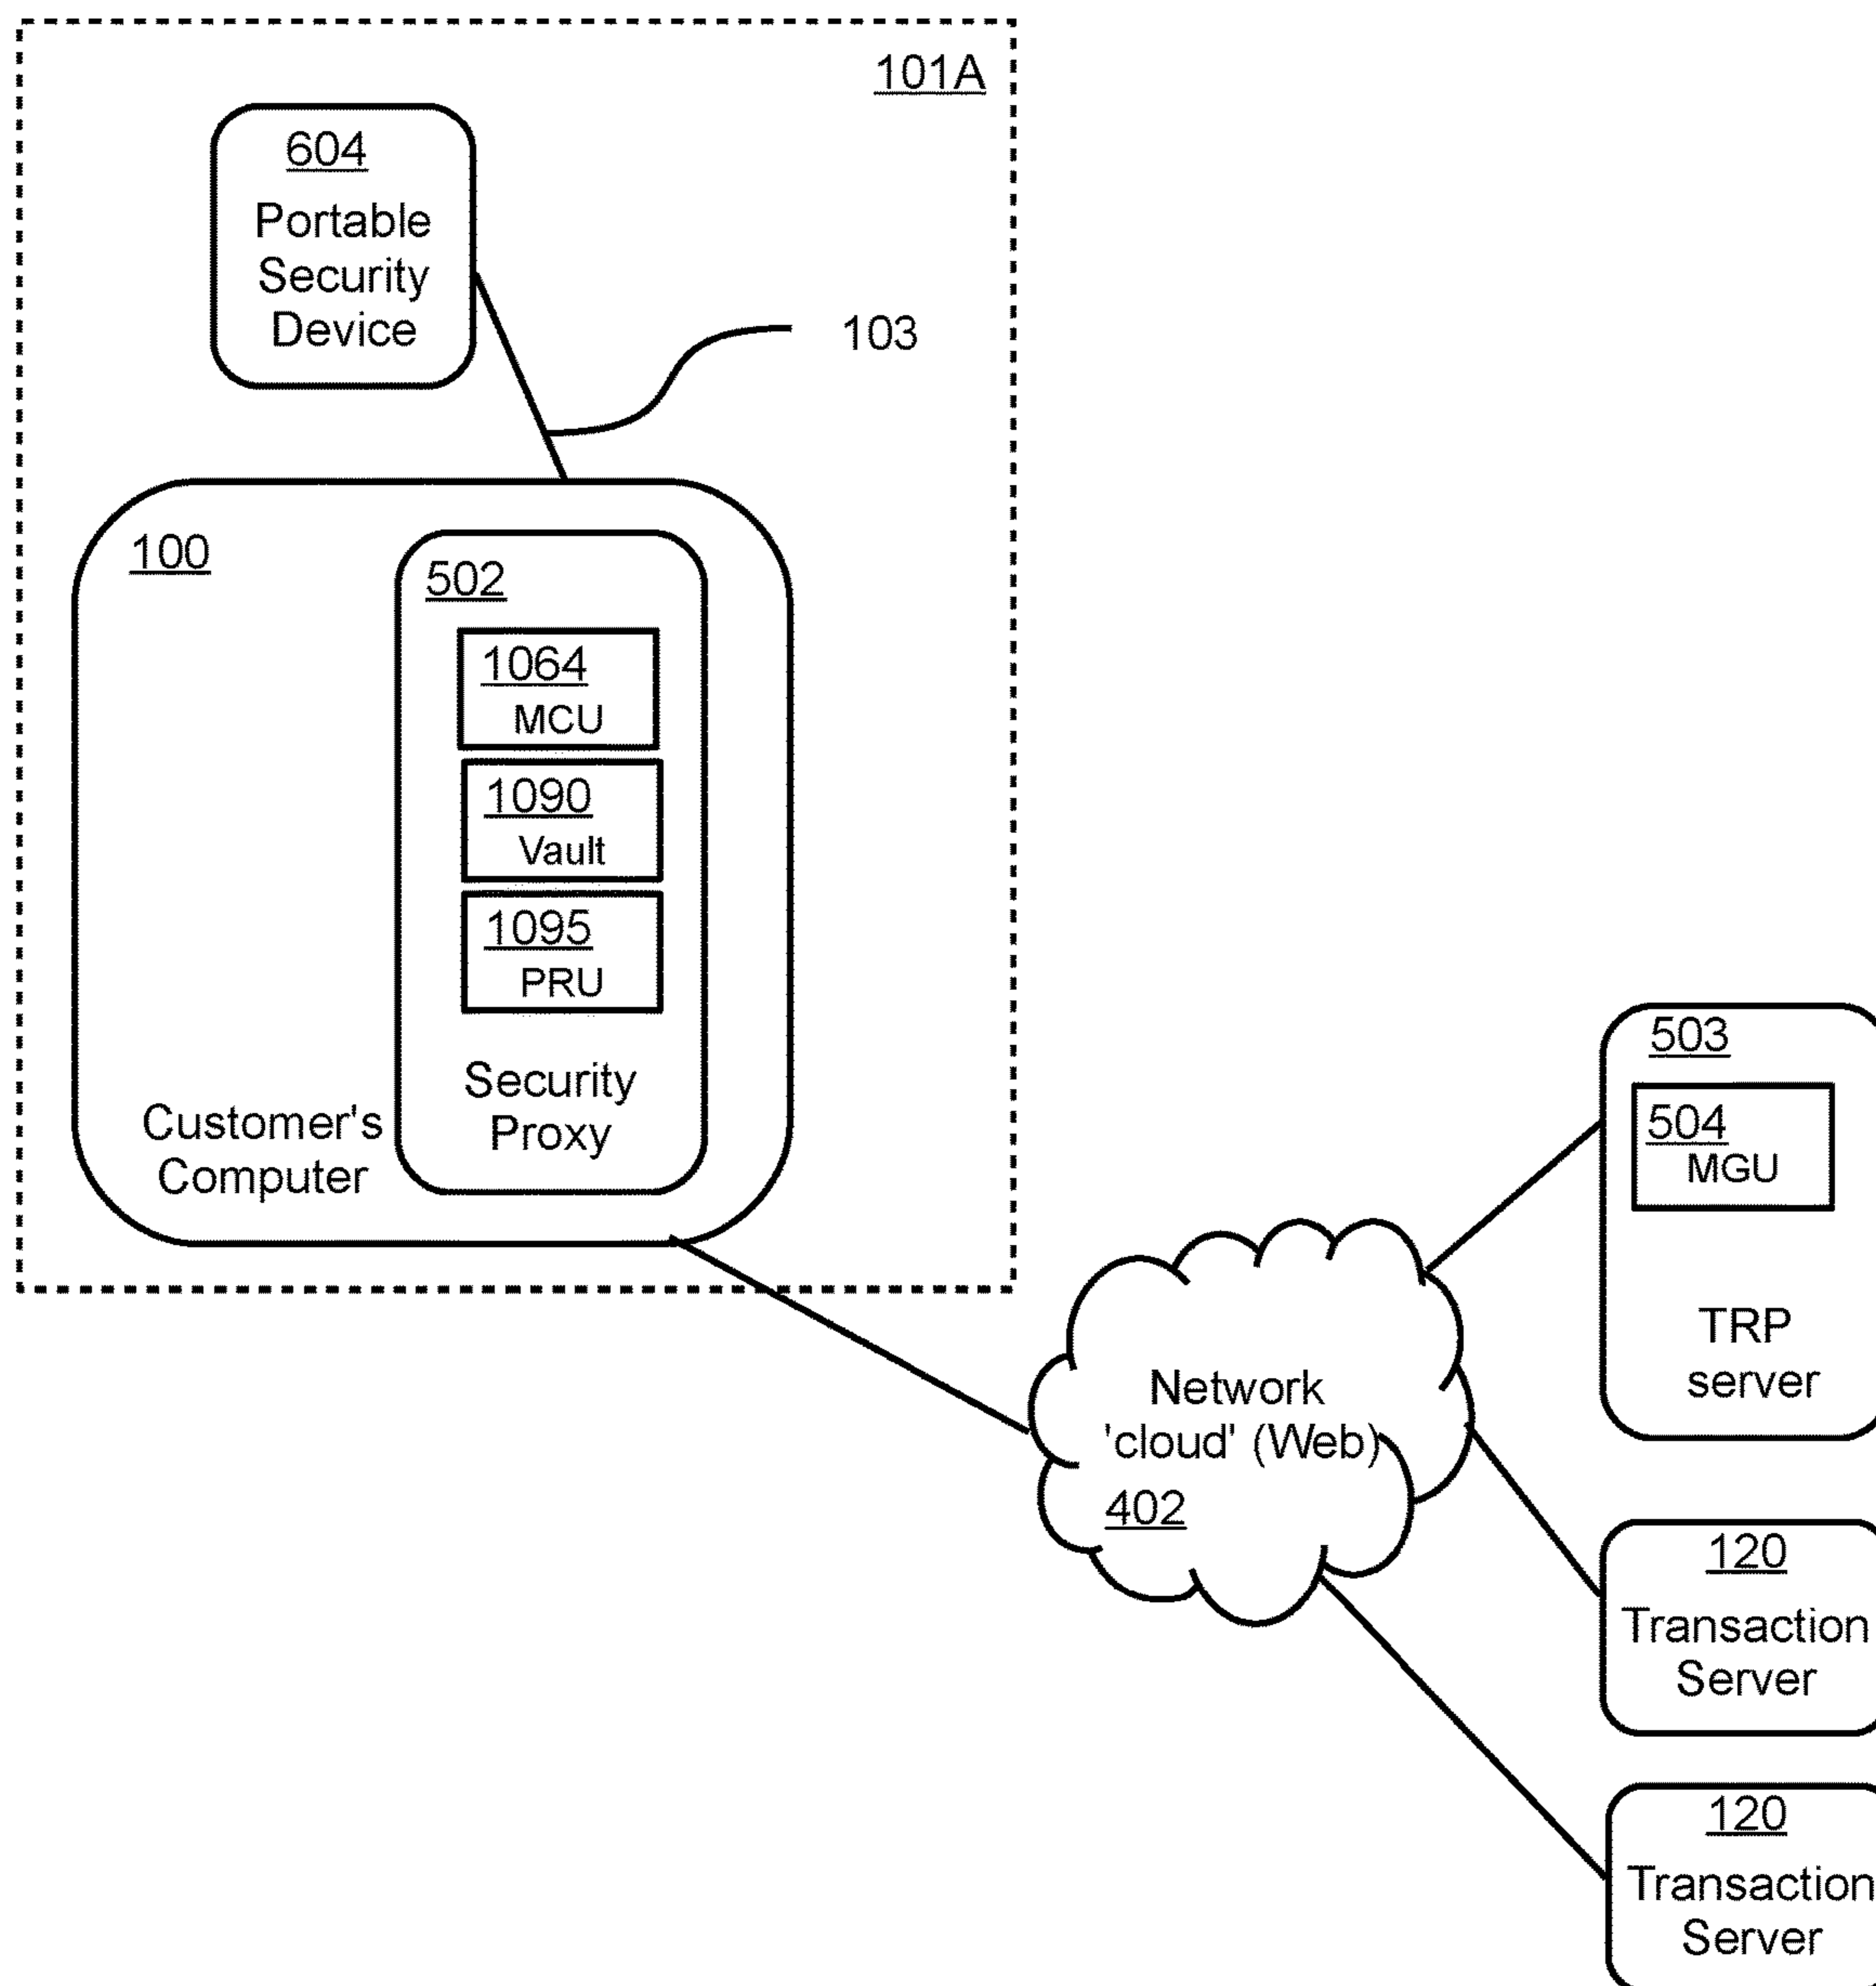 101A
604
Portable
Security
Device
103
100
502
1064
MCU
1090
Vault
1095
PRU
Security
Proxy
Customer's
Computer
503
504
MGU
TRP
server
Network
'cloud' (Web)
402
120
Transaction
Server
120
Transaction
Server